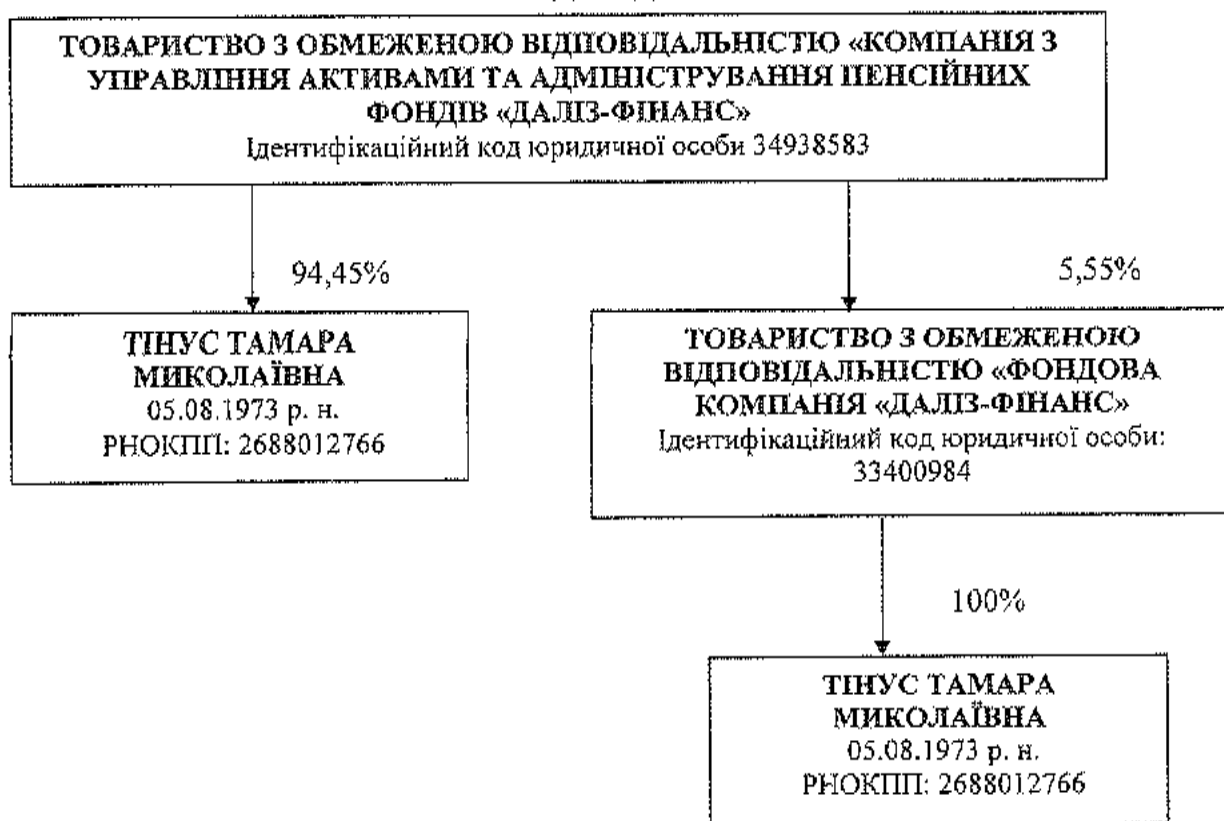 ТОВАРИСТВО З ОБМЕЖЕНОЮ ВІДПОВІДАЛЬНІСТЮ «КОМПАНІЯ З
УПРАВЛІННЯ АКТИВАМИ ТА АДМІНІСТРУВАННЯ ПЕНСІЙНИХ
ФОНДІВ «ДАЛІЗ-ФІНАНС»
Ідентифікаційний код юридичної особи 34938583
94,45%
5,55%
ТІНУС ТАМАРА
МИКОЛАЇВНА
05.08.1973 р. н.
РНОКПП: 2688012766
ТОВАРИСТВО З ОБМЕЖЕНОЮ
ВІДПОВІДАЛЬНІСТЮ «ФОНДОВА
КОМПАНІЯ «ДАЛІЗ-ФІНАНС»
Ідентифікаційний код юридичної особи:
33400984
100%
ТІНУС ТАМАРА
МИКОЛАЇВНА
05.08.1973 р. н.
РНОКПП: 2688012766